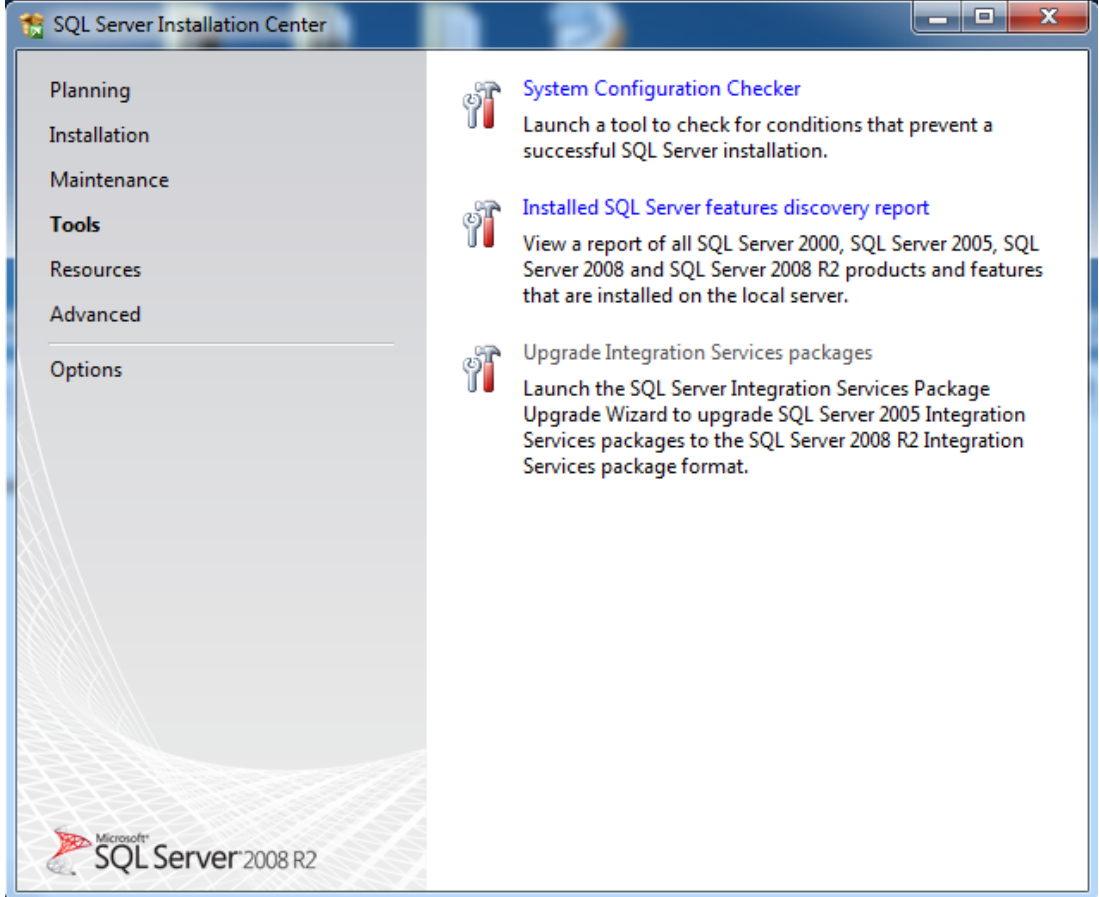 SQL Server Installation Center
Planning
Installation
Maintenance
Tools
Resources
Advanced
Options
System Configuration Checker
Launch a tool to check for conditions that prevent a
successful SQL Server installation.
Installed SQL Server features discovery report
View a report of all SQL Server 2000, SQL Server 2005, SQL
Server 2008 and SQL Server 2008 R2 products and features
that are installed on the local server.
Upgrade Integration Services packages
Launch the SQL Server Integration Services Package
Upgrade Wizard to upgrade SQL Server 2005 Integration
Services packages to the SQL Server 2008 R2 Integration
Services package format.
Microsoft®
SQL Server 2008 R2